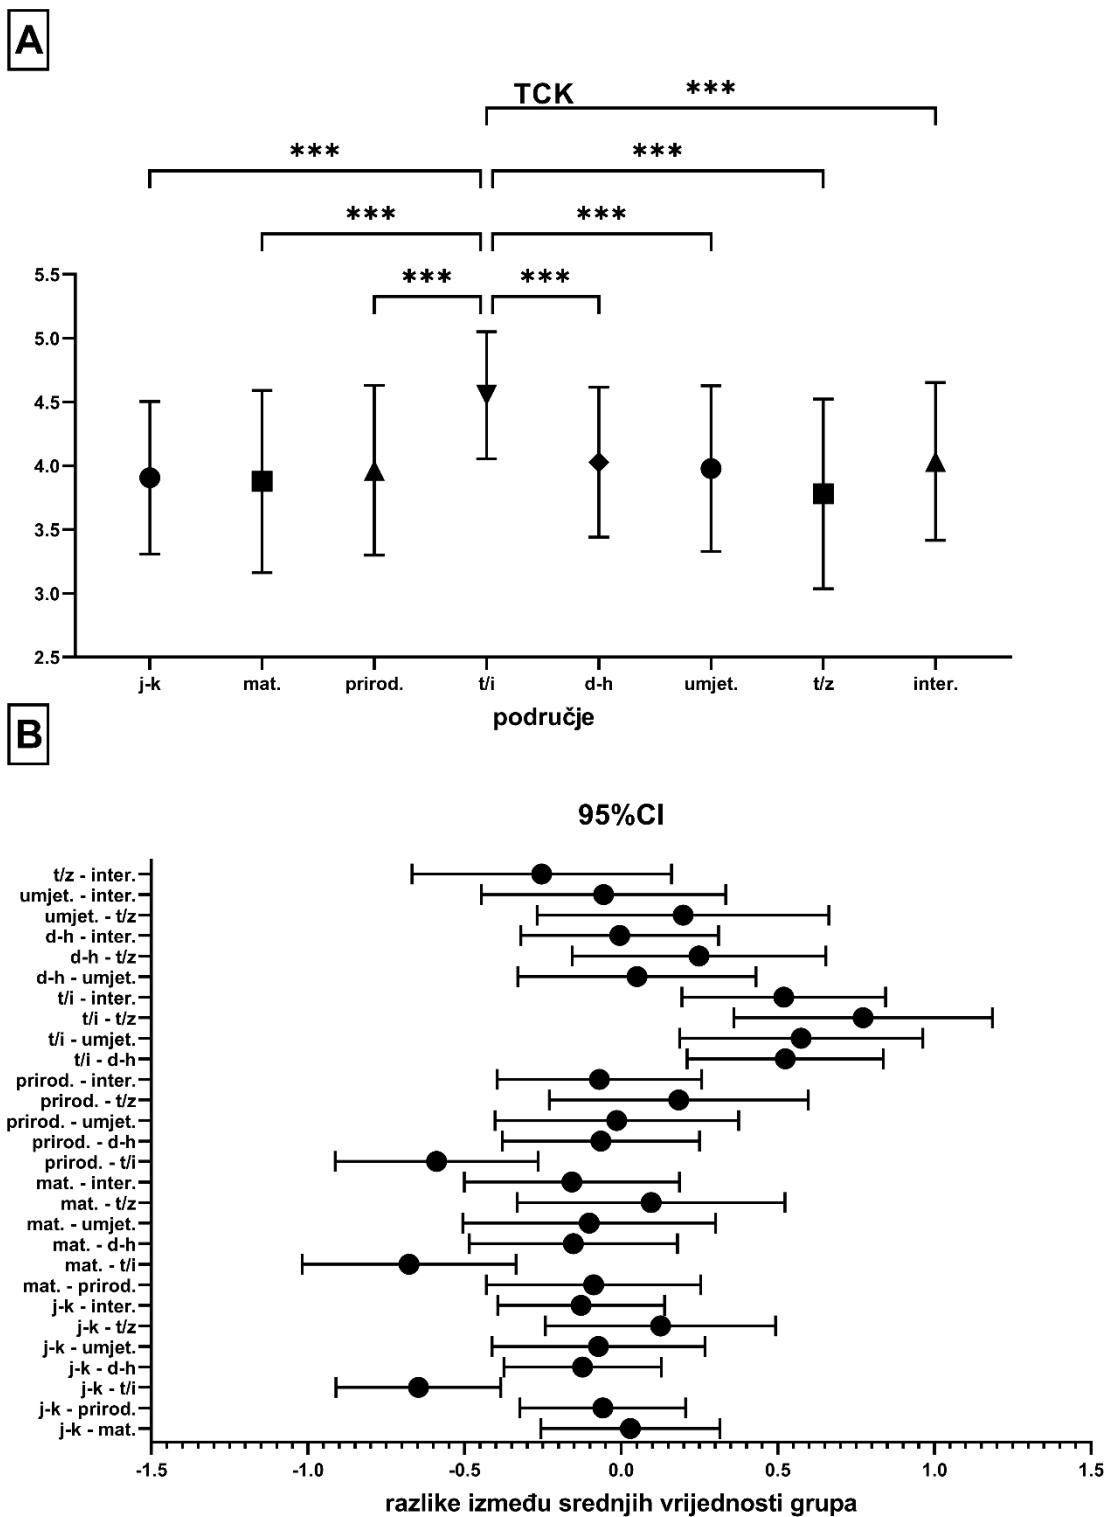 A
TCK
***
*** ***
*** ***
*** ***
5.5
5.0
4.5
4.0
3.5
3.0
2.5
j-k mat. prirod. t/i d-h umjet. t/z inter.
područje
B
95%CI
t/z - inter.
umjet. - inter.
umjet. - t/z
d-h - inter.
d-h - t/z
d-h - umjet.
t/i - inter.
t/i - t/z
t/i - umjet.
t/i - d-h
prirod. - inter.
prirod. - t/z
prirod. - umjet.
prirod. - d-h
prirod. - t/i
mat. - inter.
mat. - t/z
mat. - umjet.
mat. - d-h
mat. - t/i
mat. - prirod.
j-k - inter.
j-k - t/z
j-k - umjet.
j-k - d-h
j-k - t/i
j-k - prirod.
j-k - mat.
-1.5 -1.0 -0.5 0.0 0.5 1.0 1.5
razlike između srednjih vrijednosti grupa